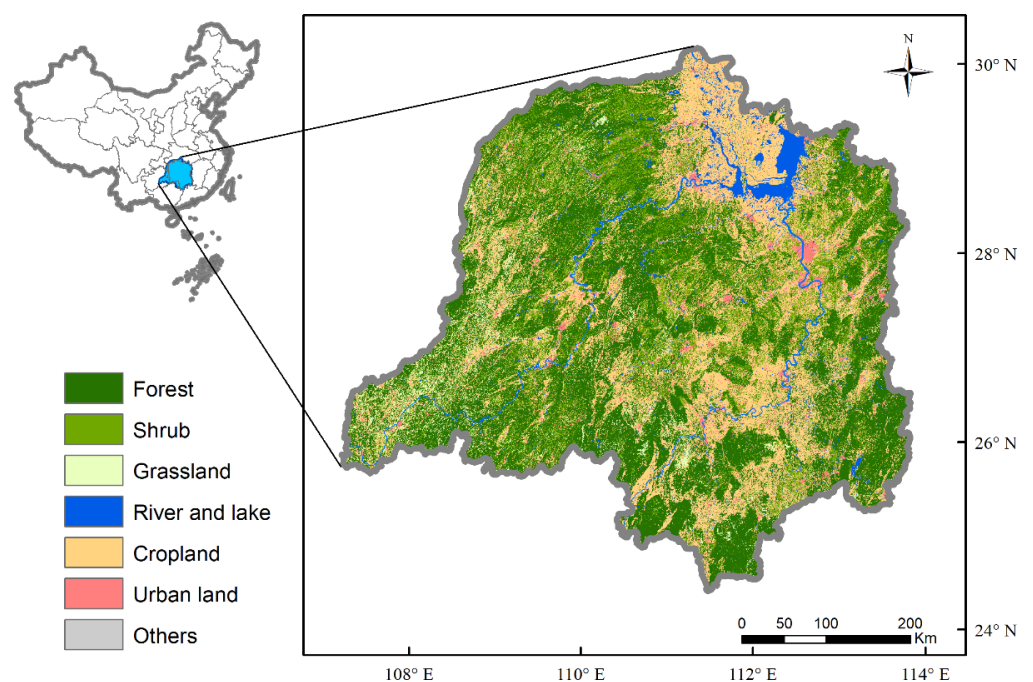 N
30° N
28° N
26° N
24° N
Forest
Shrub
Grassland
River and lake
Cropland
Urban land
Others
0 50 100 200
Km
108° E 110° E 112° E 114° E